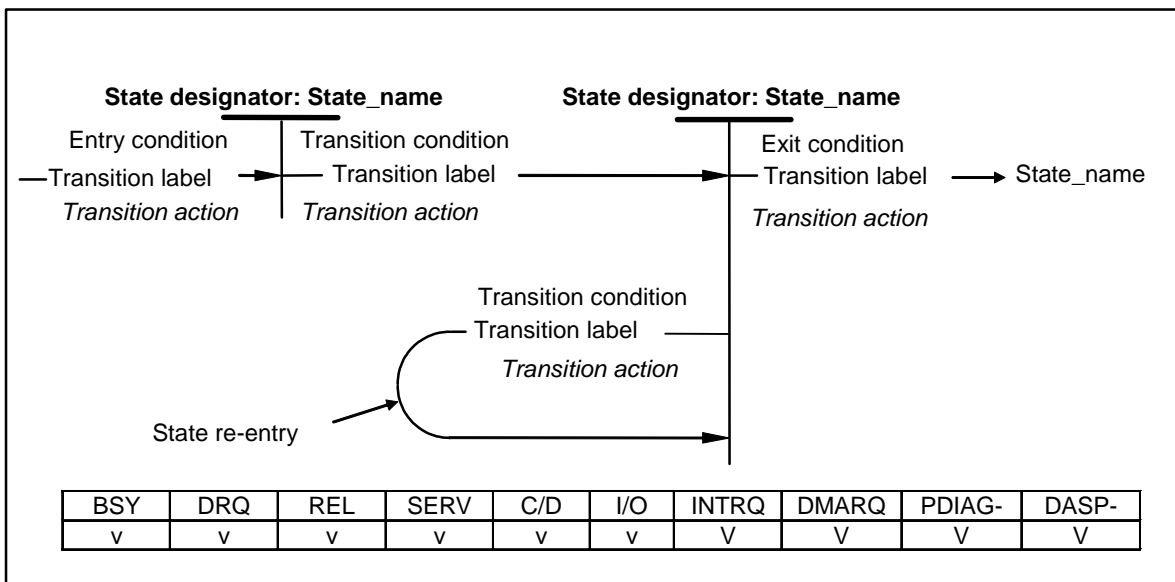 State designator: State_name State designator: State_name
Entry condition Transition condition Exit condition
Transition label Transition label Transition label State_name
Transition action Transition action Transition action
Transition condition
Transition label
Transition action
State re-entry
BSY DRQ REL SERV C/D I/O INTRQ DMARQ PDIAG- DASP-
v v v v v v V V V V